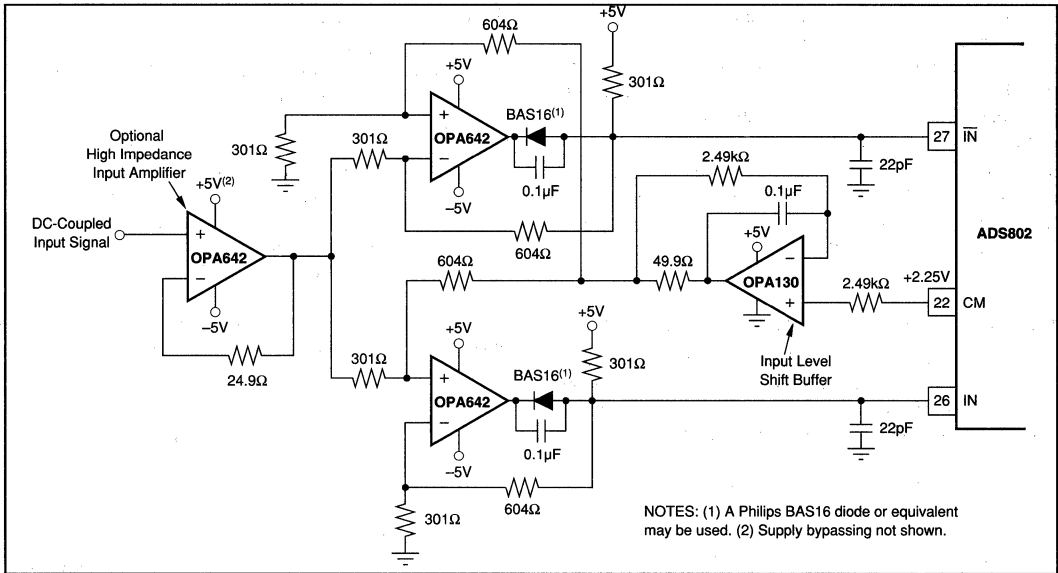 604Ω
+5V
+5V
301Ω
BAS16(1)
+
OPA642
−
301Ω
301Ω
–5V
0.1µF
604Ω
27
IN
22pF
2.49kΩ
0.1µF
Optional
High Impedance
Input Amplifier
+5V(2)
DC-Coupled
Input Signal
+
OPA642
−
–5V
24.9Ω
604Ω
49.9Ω
+5V
−
OPA130
+
2.49kΩ
+2.25V
22
CM
ADS802
Input Level
Shift Buffer
+5V
+5V
301Ω
301Ω
BAS16(1)
+
OPA642
−
–5V
0.1µF
604Ω
301Ω
26
IN
22pF
NOTES: (1) A Philips BAS16 diode or equivalent
may be used. (2) Supply bypassing not shown.